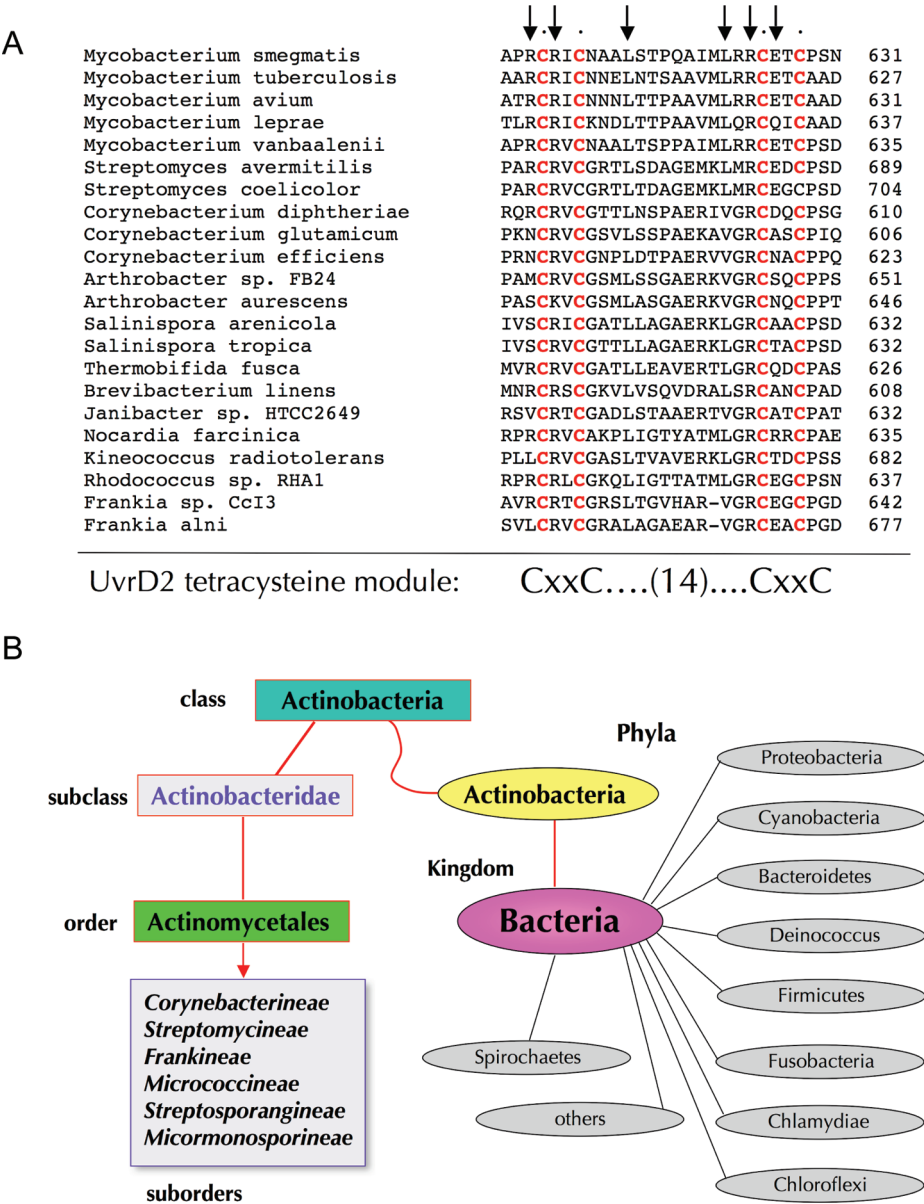 A
Mycobacterium smegmatis APRCRICNAALSTPQAIMLRRCETCPSN 631
Mycobacterium tuberculosis AARCRICNNELNTSAAVMLRRCETCAAD 627
Mycobacterium avium ATRCRICNNNLTTPAAVMLRRCETCAAD 631
Mycobacterium leprae TLRCRICKNDLTTPAAVMLQRCQICAAD 637
Mycobacterium vanbaalenii APRCRVCNAALTSPPAIMLRRCETCPSD 635
Streptomyces avermitilis PARCRVCGRTLSDAGEMKLMRCEDCPSD 689
Streptomyces coelicolor PARCRVCGRTLTDAGEMKLMRCEGCPSD 704
Corynebacterium diphtheriae RQRCRVCGTTLNSPAERIVGRCDQCPSG 610
Corynebacterium glutamicum PKNCRVCGSVLSSPAEKAVGRCASCPIQ 606
Corynebacterium efficiens PRNCRVCGNPLDTPAERVVGRCNACPPQ 623
Arthrobacter sp. FB24 PAMCRVCGSMLSSGAERKLGRCSQCPPS 651
Arthrobacter aurescens PASCKVCGSMLASGAERKLGRCNQCPPT 646
Salinispora arenicola IVSCRICGATLLAGAERKLGRCAACPSD 632
Salinispora tropica IVSCRICGATLLAGAERKLGRCTTCPSD 632
Thermobifida fusca MVRCRVCGATLLEAVERTLGRCQDCPAS 626
Brevibacterium linens MNRCRSCGKVLVSQVDRALSRCANCPAD 608
Janibacter sp. HTCC2649 RSVCRTCGADLSTAAERTVGRCATCPAT 632
Nocardia farcinica RPRCRVCAKPLIGTYATMLGRCRRCPAE 635
Kineococcus radiotolerans PLLCRVCGASLTVAVERKLGRCTDCPSS 682
Rhodococcus sp. RHA1 RPRCRLCGKQLIGTTATMLGRCEGCPSN 637
Frankia sp. CcI3 AVRCRTCGRSLTGVHAR-VGRCEGCPGD 642
Frankia alni SVLCRVCGRALAGAEAR-VGRCEACPGD 677
UvrD2 tetracysteine module: CxxC....(14)....CxxC
B
class
Actinobacteria
Phyla
Proteobacteria
subclass
Actinobacteridae
Actinobacteria
Cyanobacteria
Kingdom
Bacteroidetes
order
Actinomycetales
Bacteria
Deinococcus
Firmicutes
Corynebacterineae
Streptomycineae
Frankineae
Micrococcineae
Streptosporangineae
Micormonosporineae
suborders
Spirochaetes
others
Fusobacteria
Chlamydiae
Chloroflexi